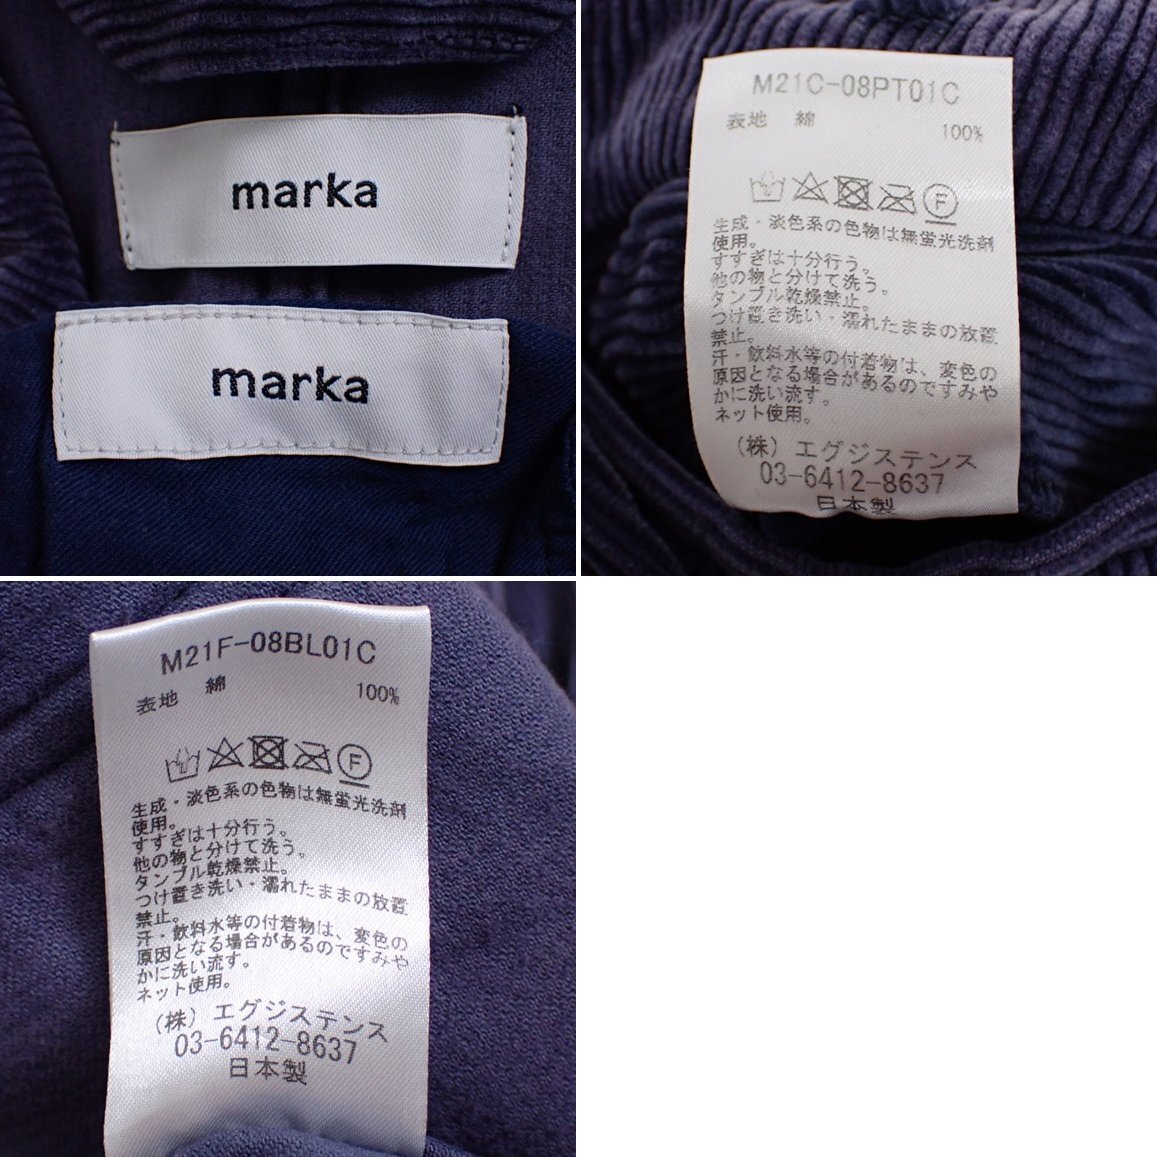 marka
marka
M21C-08PT01C
表地 綿 100%
F
生成・淡色系の色物は無蛍光洗剤
使用。
すすぎは十分行う。
他の物と分けて洗う。
タンブル乾燥禁止。
つけ置き洗い・濡れたままの放置
禁止。
汗・飲料水等の付着物は、変色の
原因となる場合があるのですみや
かに洗い流す。
ネット使用。
（株）エグジステンス
03-6412-8637
日本製
M21F-08BL01C
表地 綿 100%
F
生成・淡色系の色物は無蛍光洗剤
使用。
すすぎは十分行う。
他の物と分けて洗う。
タンブル乾燥禁止。
つけ置き洗い・濡れたままの放置
禁止。
汗・飲料水等の付着物は、変色の
原因となる場合があるのですみや
かに洗い流す。
ネット使用。
（株）エグジステンス
03-6412-8637
日本製